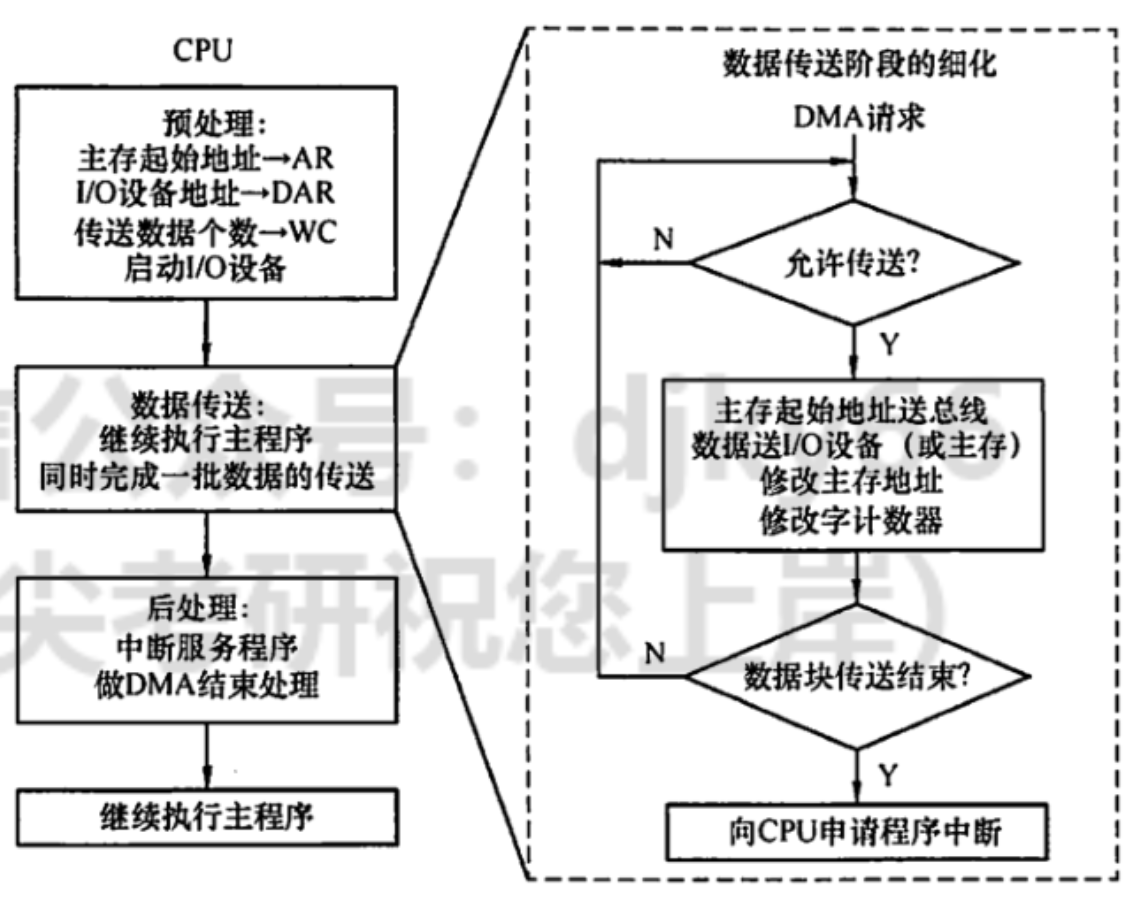 CPU
预处理：
主存起始地址→AR
I/O设备地址→DAR
传送数据个数→WC
启动I/O设备
数据传送：
继续执行主程序
同时完成一批数据的传送
后处理：
中断服务程序
做DMA结束处理
继续执行主程序
数据传送阶段的细化
DMA请求
允许传送?
N
Y
主存起始地址送总线
数据送I/O设备（或主存）
修改主存地址
修改字计数器
数据块传送结束?
N
Y
向CPU申请程序中断
公众号：djk
尖考研祝您上岸）